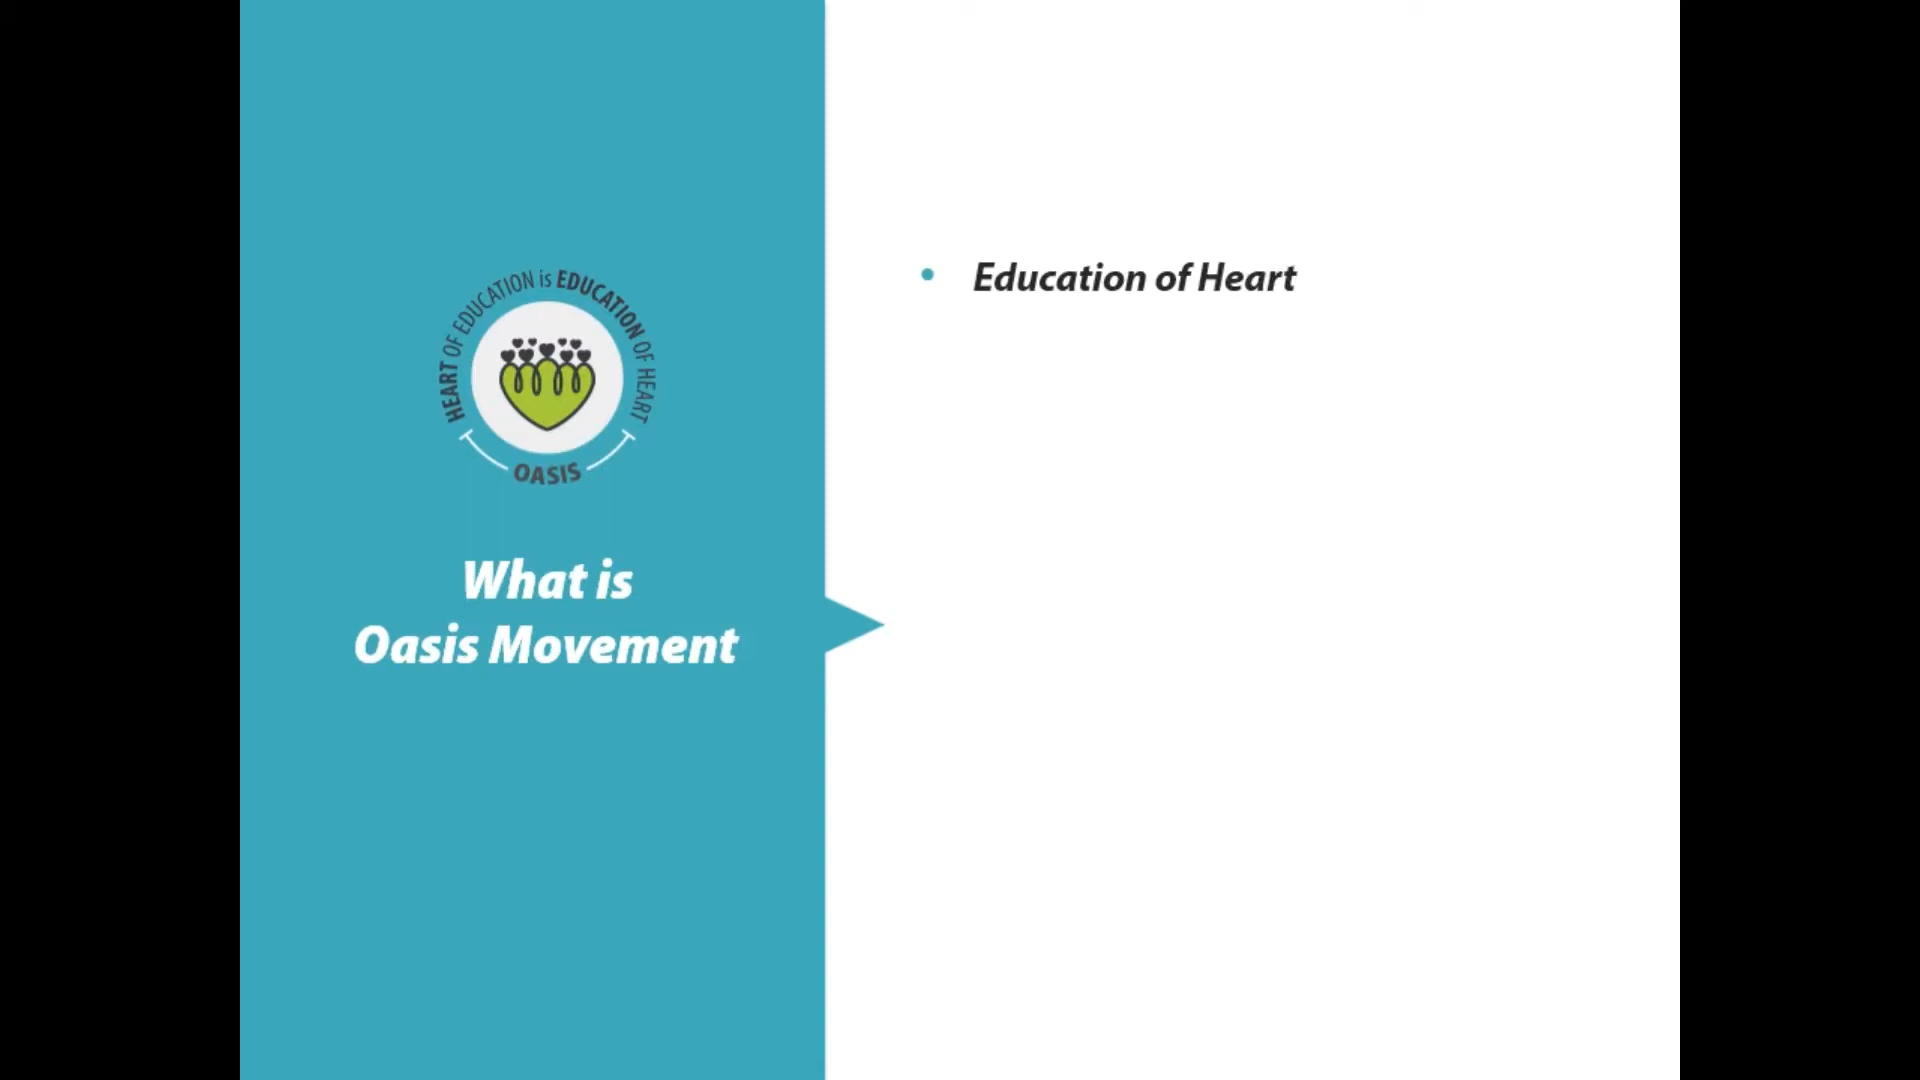 HEART OF EDUCATION is EDUCATION OF HEART
OASIS
What is
Oasis Movement
• Education of Heart